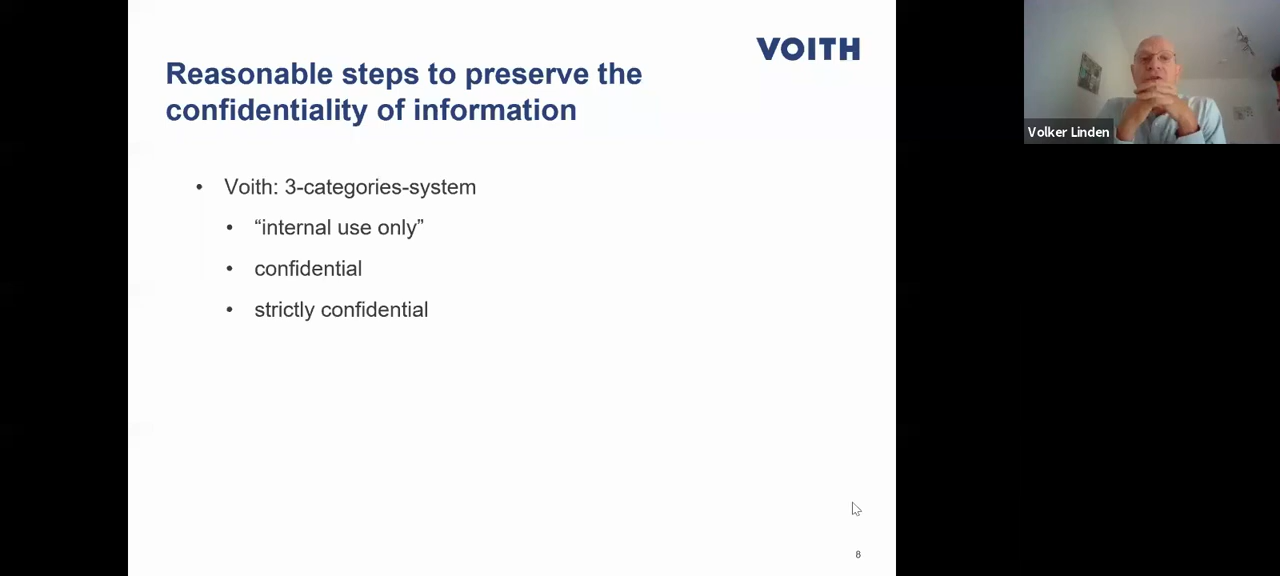 VOITH
Reasonable steps to preserve the
confidentiality of information
• Voith: 3-categories-system
• “internal use only”
• confidential
• strictly confidential
8
Volker Linden